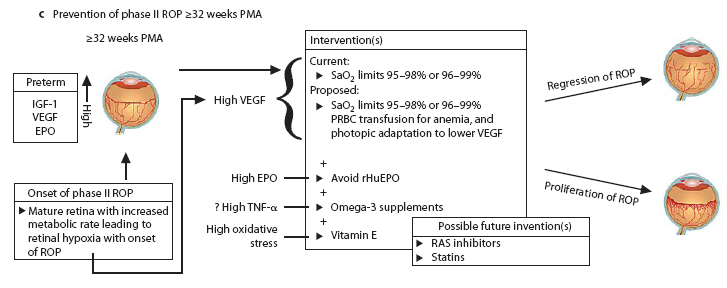 c Prevention of phase II ROP ≥32 weeks PMA
≥32 weeks PMA
Preterm
IGF-1
VEGF
EPO
High
Onset of phase II ROP
▶ Mature retina with increased
metabolic rate leading to
retinal hypoxia with onset
of ROP
High VEGF
High EPO
? High TNF-α
High oxidative
stress
Intervention(s)
Current:
▶ SaO2 limits 95–98% or 96–99%
Proposed:
▶ SaO2 limits 95–98% or 96–99%
PRBC transfusion for anemia, and
photopic adaptation to lower VEGF
+
▶ Avoid rHuEPO
+
▶ Omega-3 supplements
+
▶ Vitamin E
Possible future invention(s)
▶ RAS inhibitors
▶ Statins
Regression of ROP
Proliferation of ROP